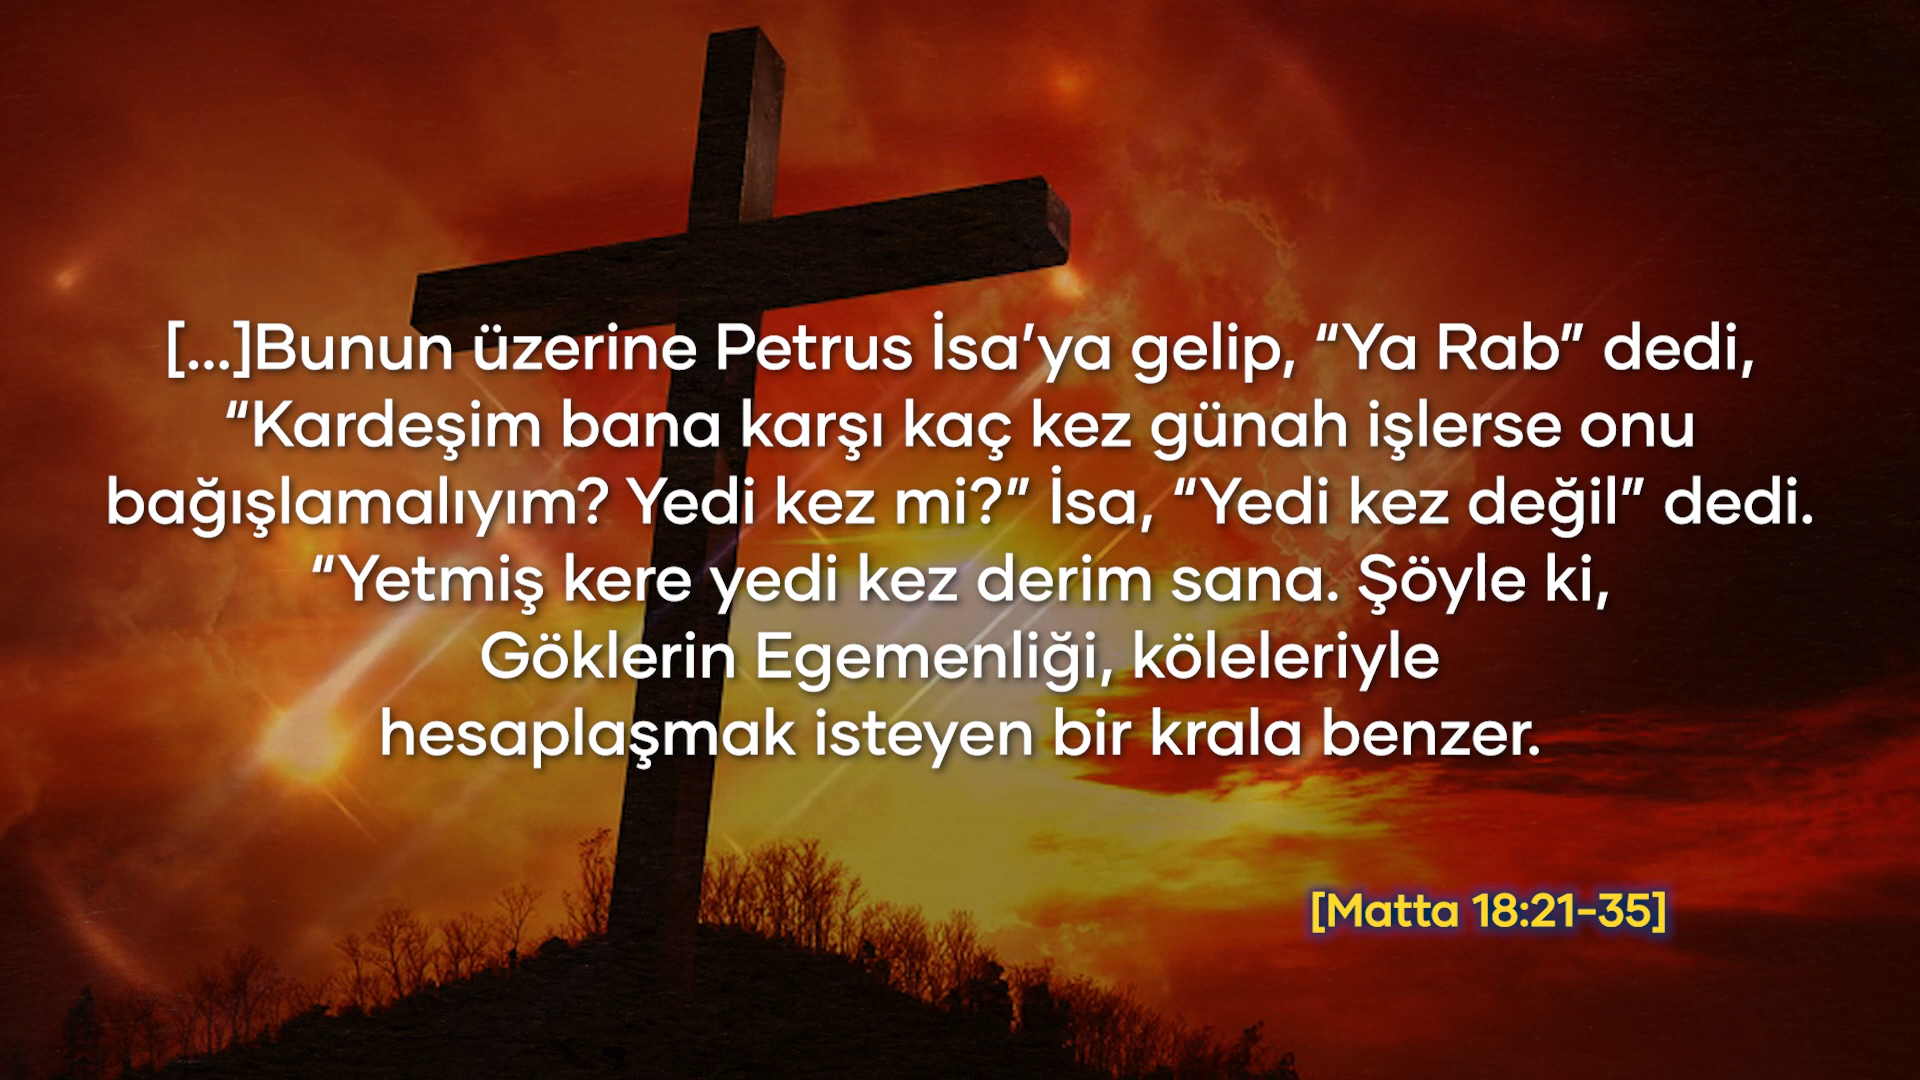 [...]Bunun üzerine Petrus İsa’ya gelip, “Ya Rab” dedi,
“Kardeşim bana karşı kaç kez günah işlerse onu
bağışlamalıyım? Yedi kez mi?” İsa, “Yedi kez değil” dedi.
“Yetmiş kere yedi kez derim sana. Şöyle ki,
Göklerin Egemenliği, köleleriyle
hesaplaşmak isteyen bir krala benzer.
[Matta 18:21-35]